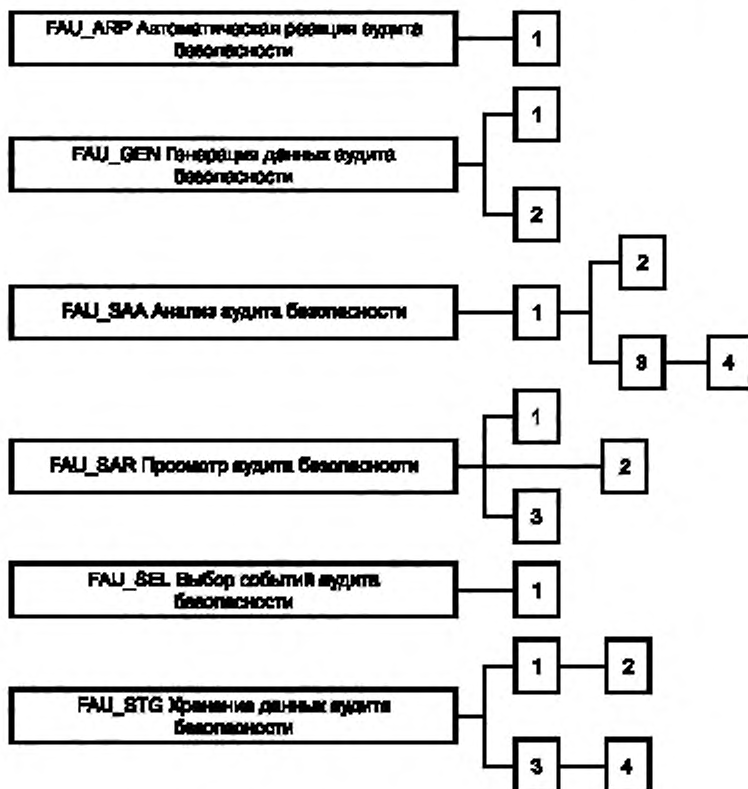 FAU_ARP Автоматическая реакция аудита
безопасности
1
1
FAU_GEN Генерация данных аудита
безопасности
2
2
FAU_SAA Анализ аудита безопасности
1
3
4
1
FAU_SAR Просмотр аудита безопасности
2
3
FAU_SEL Выбор событий аудита
безопасности
1
1
2
FAU_STG Хранение данных аудита
безопасности
3
4